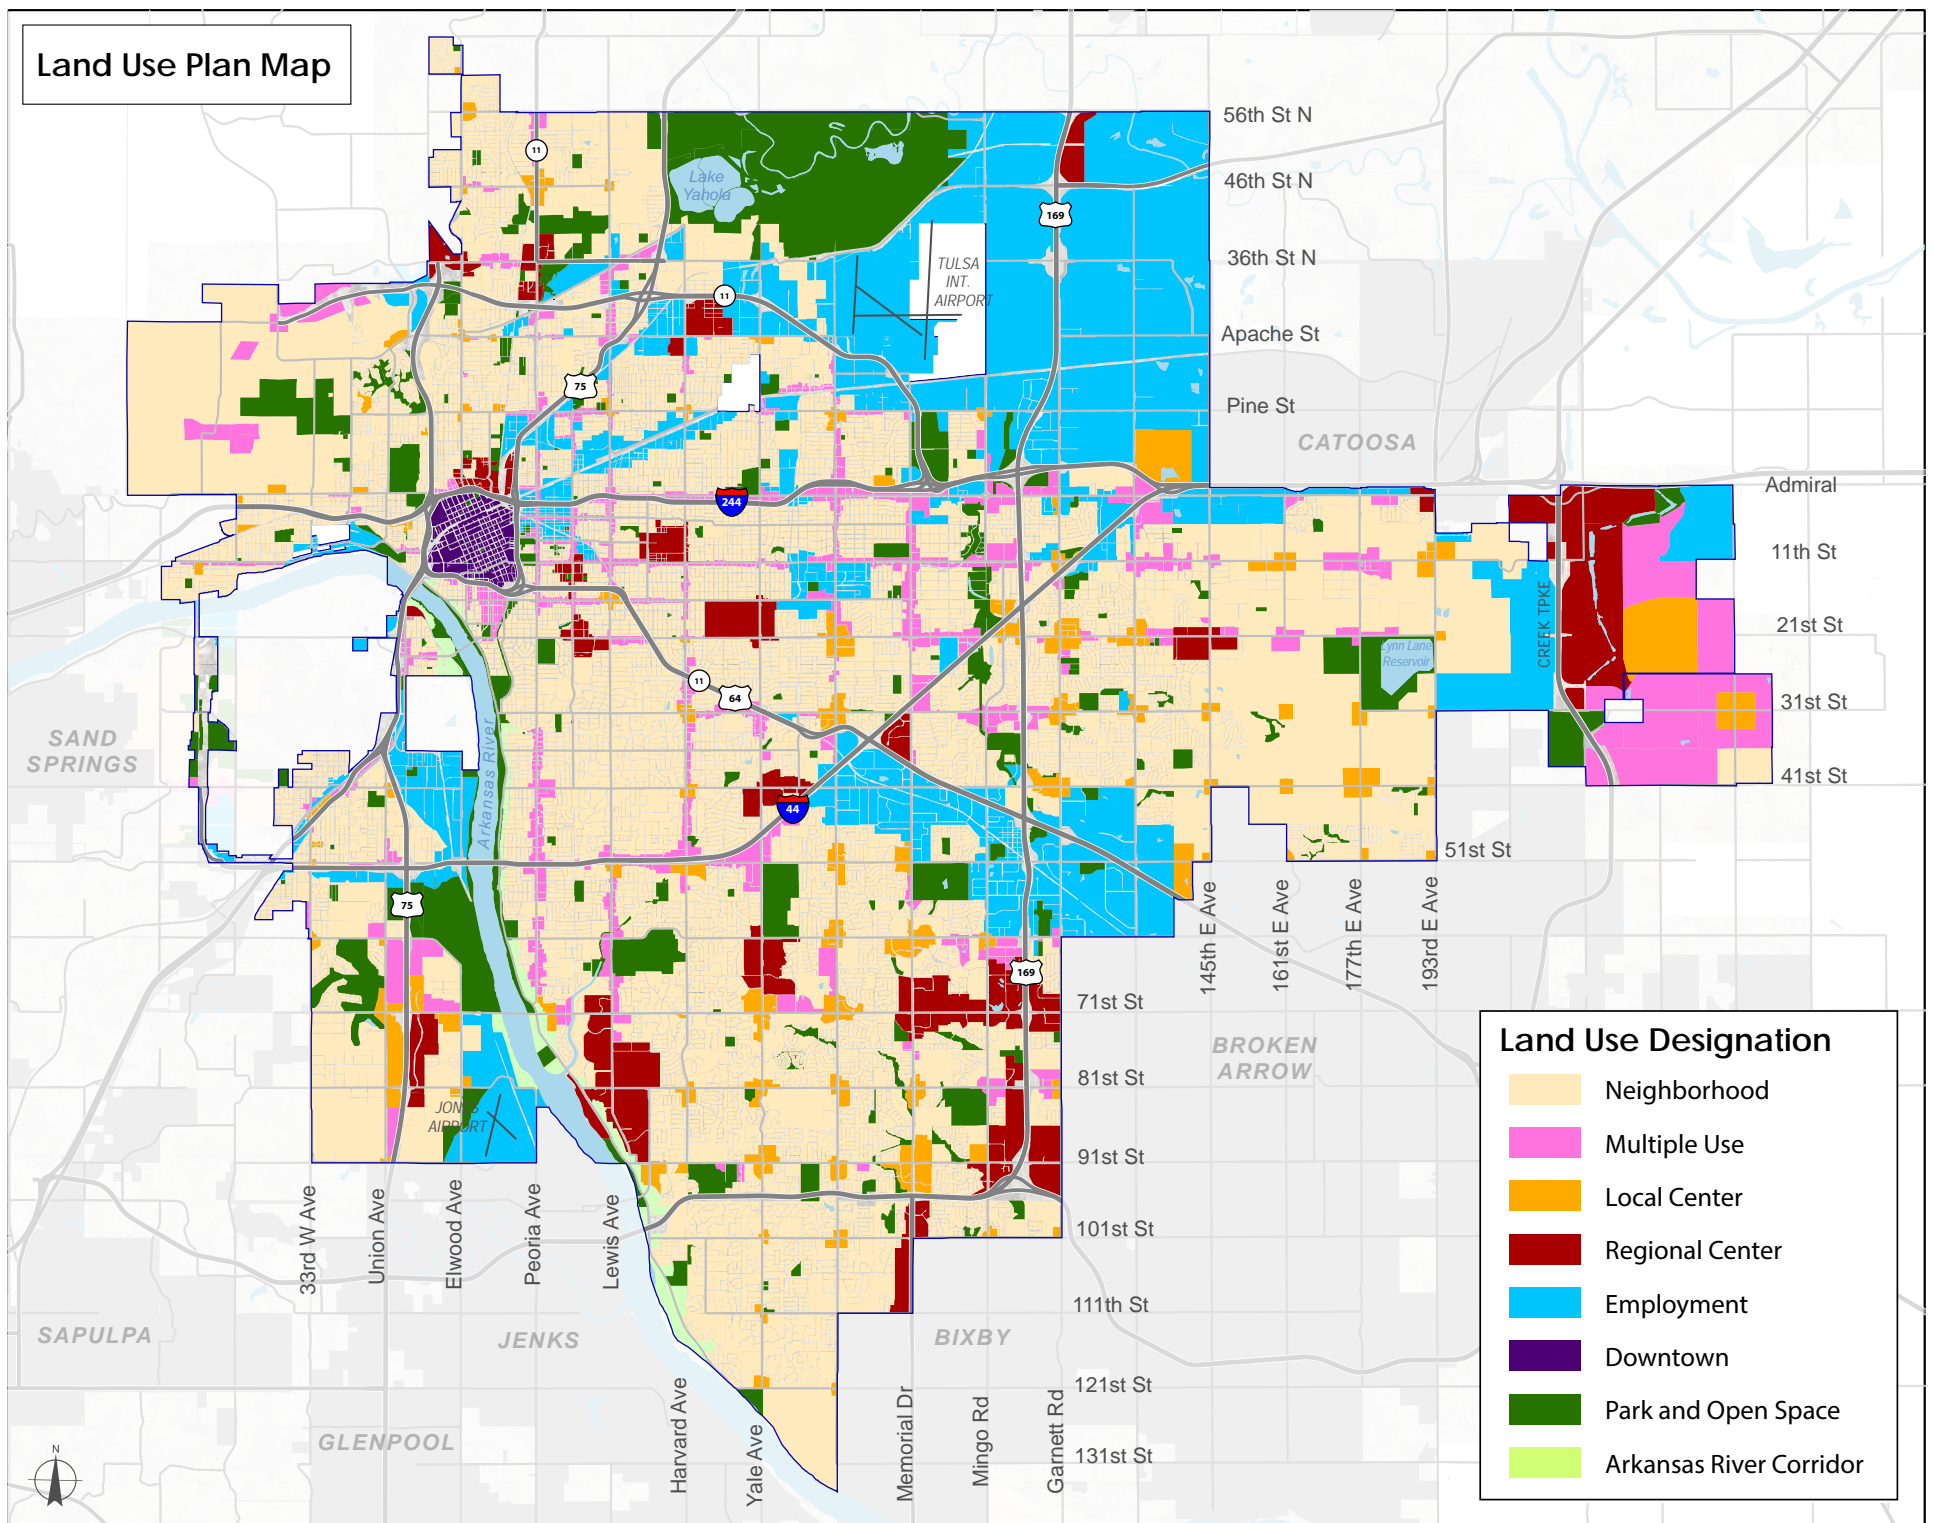 Land Use Plan Map
56th St N
11
Lake
Yahola
46th St N
169
36th St N
TULSA
INT.
AIRPORT
11
Apache St
75
Pine St
CATOOSA
Admiral
244
11th St
CREEK TPKE
21st St
Lynn Lane
Reservoir
11
64
31st St
SAND
SPRINGS
Arkansas River
41st St
44
51st St
75
145th E Ave
161st E Ave
177th E Ave
193rd E Ave
169
71st St
BROKEN
ARROW
81st St
JONES
AIRPORT
91st St
33rd W Ave
Union Ave
Elwood Ave
Peoria Ave
Lewis Ave
101st St
111th St
SAPULPA
JENKS
BIXBY
121st St
Harvard Ave
Yale Ave
Memorial Dr
Mingo Rd
Garnett Rd
GLENPOOL
131st St
N
Land Use Designation
Neighborhood
Multiple Use
Local Center
Regional Center
Employment
Downtown
Park and Open Space
Arkansas River Corridor